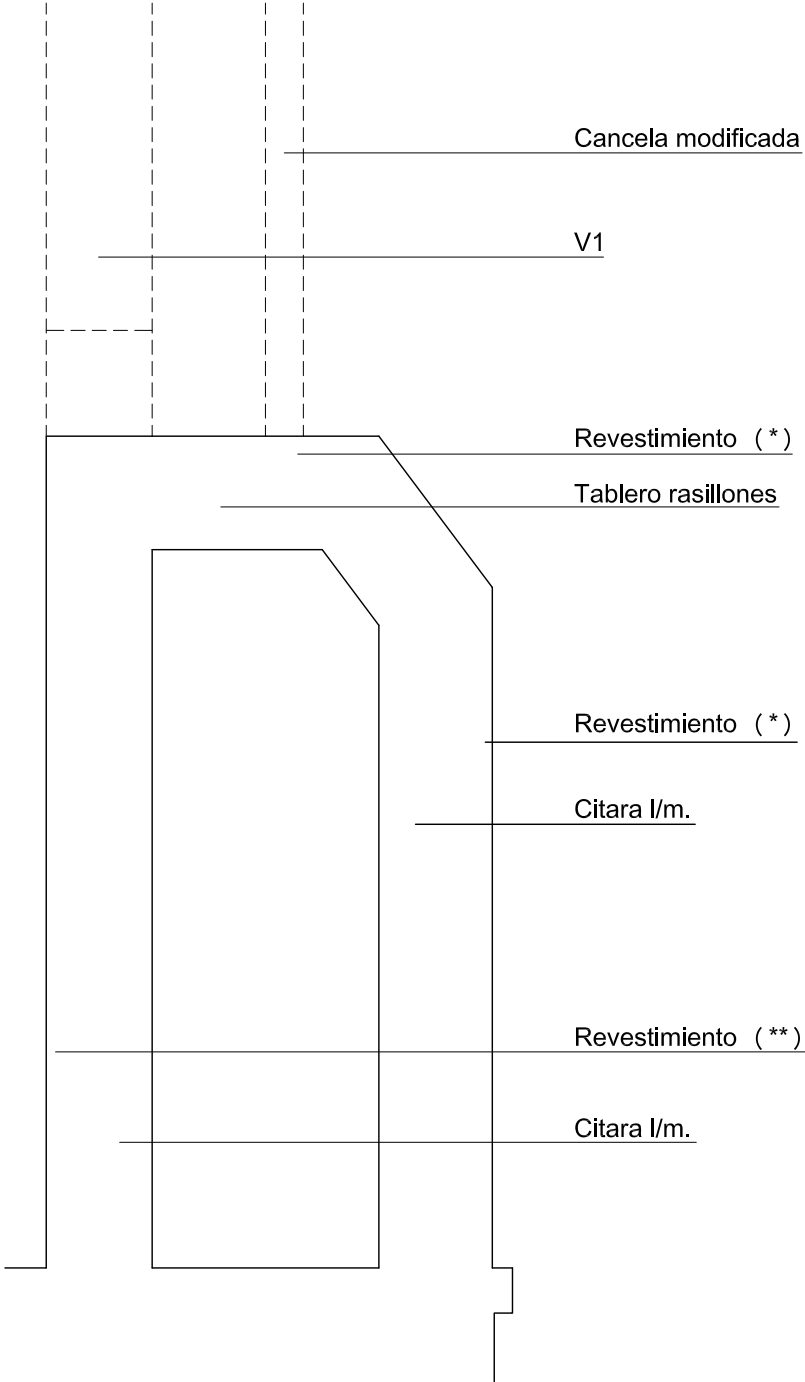 Cancela modificada
V1
Revestimiento (*)
Tablero rasillones
Revestimiento (*)
Citara l/m.
Revestimiento (**)
Citara l/m.